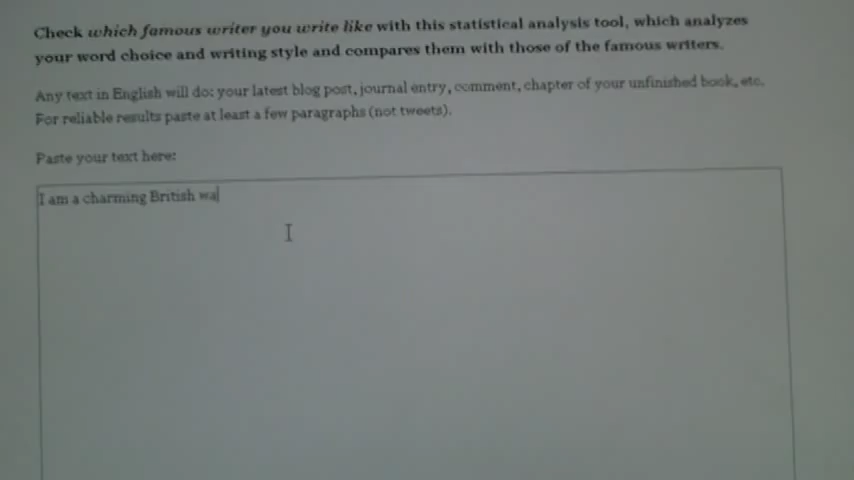 Check which famous writer you write like with this statistical analysis tool, which analyzes
your word choice and writing style and compares them with those of the famous writers.
Any text in English will do: your latest blog post, journal entry, comment, chapter of your unfinished book, etc.
For reliable results paste at least a few paragraphs (not tweets).
Paste your text here:
I am a charming British wa